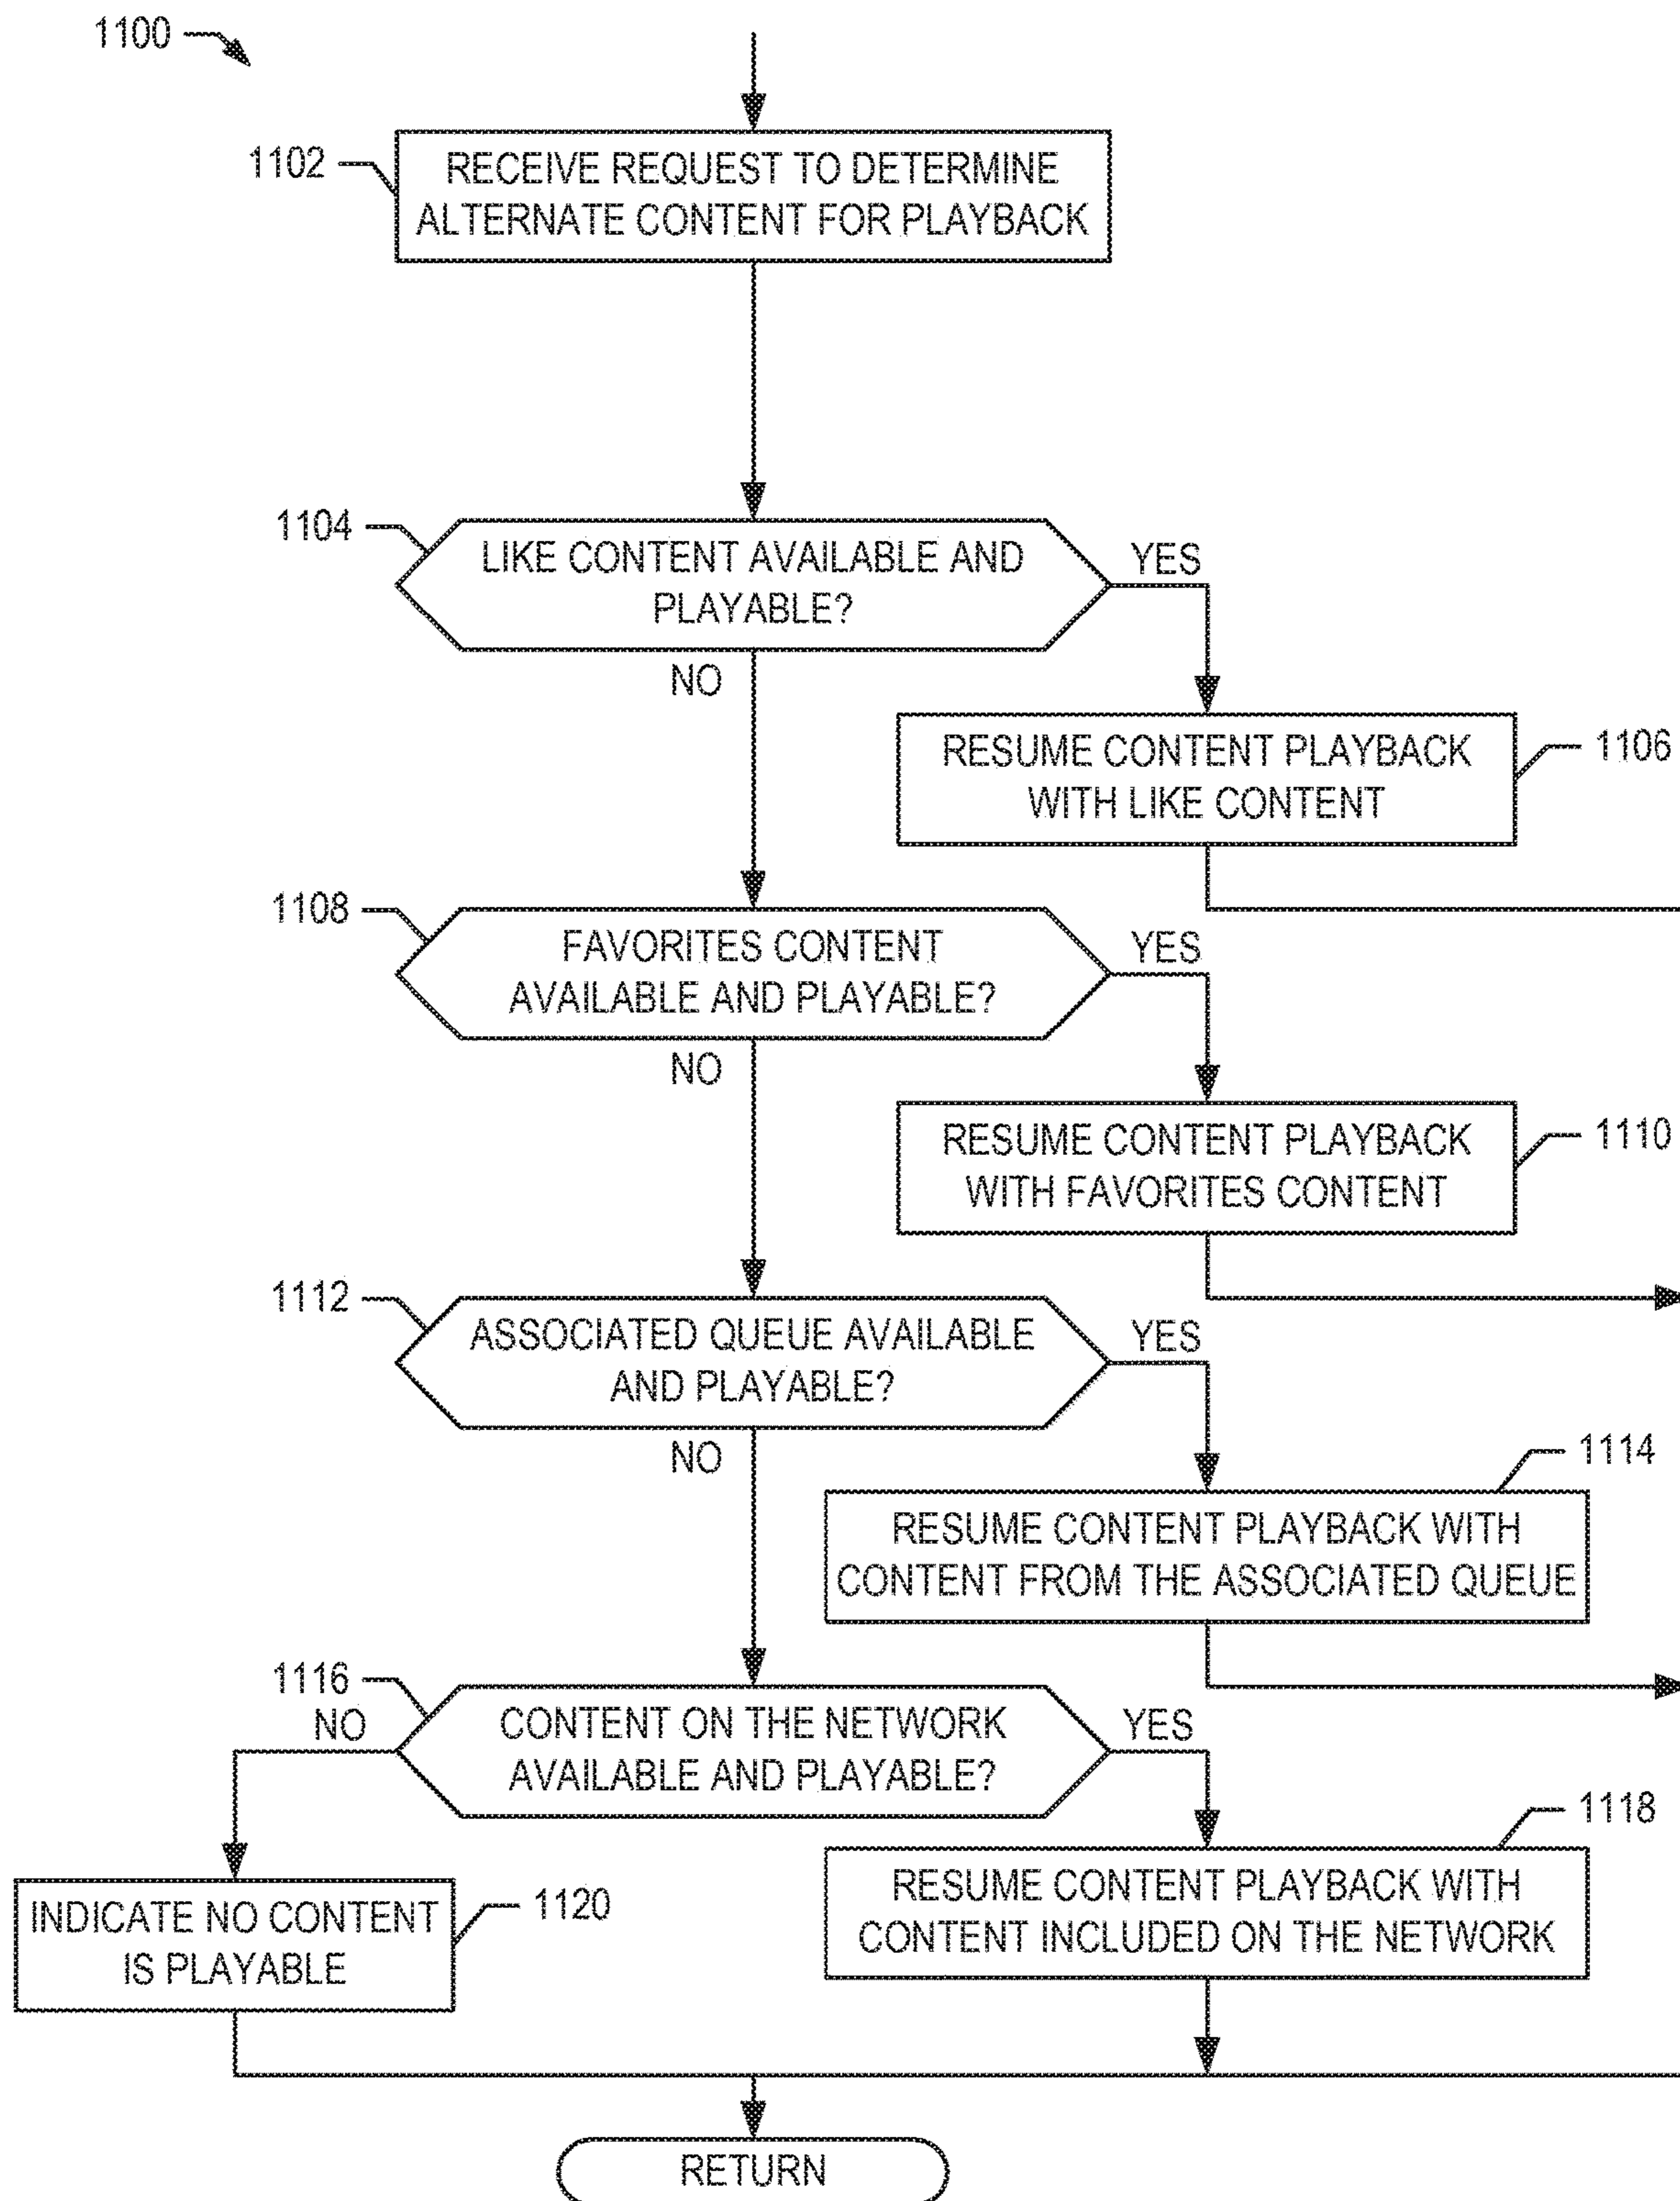 1100
1102
RECEIVE REQUEST TO DETERMINE
ALTERNATE CONTENT FOR PLAYBACK
1104
LIKE CONTENT AVAILABLE AND
PLAYABLE?
YES
NO
RESUME CONTENT PLAYBACK
WITH LIKE CONTENT
1106
1108
FAVORITES CONTENT
AVAILABLE AND PLAYABLE?
YES
NO
RESUME CONTENT PLAYBACK
WITH FAVORITES CONTENT
1110
1112
ASSOCIATED QUEUE AVAILABLE
AND PLAYABLE?
YES
NO
1114
RESUME CONTENT PLAYBACK WITH
CONTENT FROM THE ASSOCIATED QUEUE
1116
NO
CONTENT ON THE NETWORK
AVAILABLE AND PLAYABLE?
YES
1118
RESUME CONTENT PLAYBACK WITH
CONTENT INCLUDED ON THE NETWORK
INDICATE NO CONTENT
IS PLAYABLE
1120
RETURN